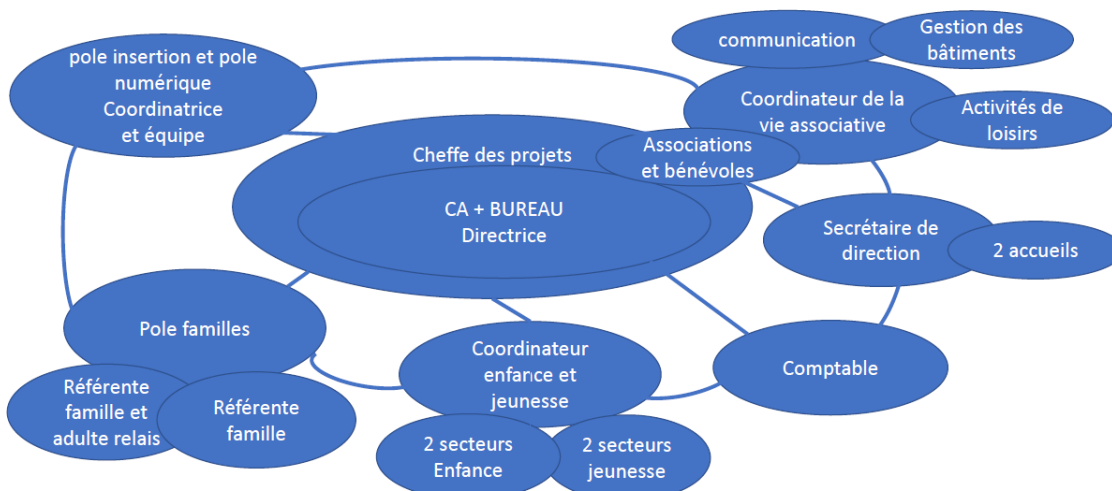 pole insertion et pole
numérique
Coordinatrice
et équipe
communication
Gestion des
bâtiments
Coordinateur de la
vie associative
Activités de
loisirs
Cheffe des projets
Associations
et bénévoles
CA + BUREAU
Directrice
Secrétaire de
direction
2 accueils
Pole familles
Référente
famille et
adulte relais
Référente
famille
Coordinateur
enfance et
jeunesse
2 secteurs
Enfance
2 secteurs
jeunesse
Comptable